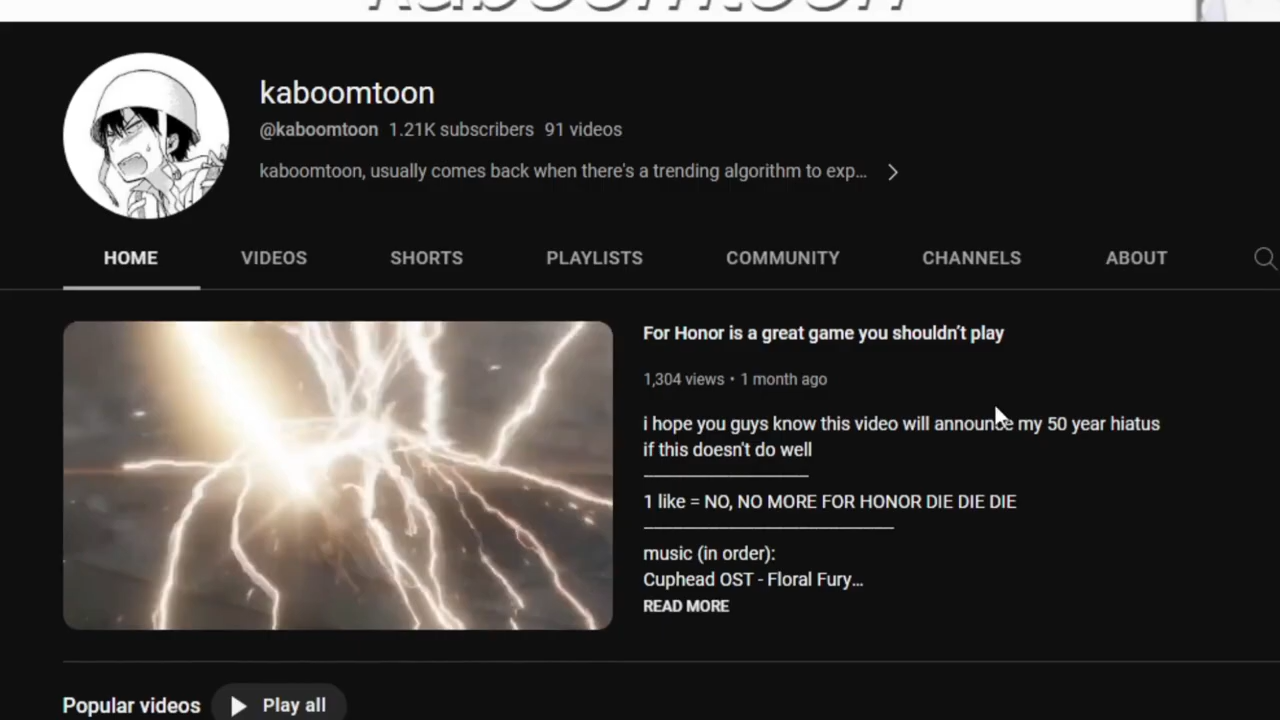 kaboomtoon
kaboomtoon
@kaboomtoon 1.21K subscribers 91 videos
kaboomtoon, usually comes back when there's a trending algorithm to exp...
HOME VIDEOS SHORTS PLAYLISTS COMMUNITY CHANNELS ABOUT
For Honor is a great game you shouldn't play
1,304 views • 1 month ago
i hope you guys know this video will announce my 50 year hiatus
if this doesn't do well
1 like = NO, NO MORE FOR HONOR DIE DIE DIE
music (in order):
Cuphead OST - Floral Fury...
READ MORE
Popular videos Play all